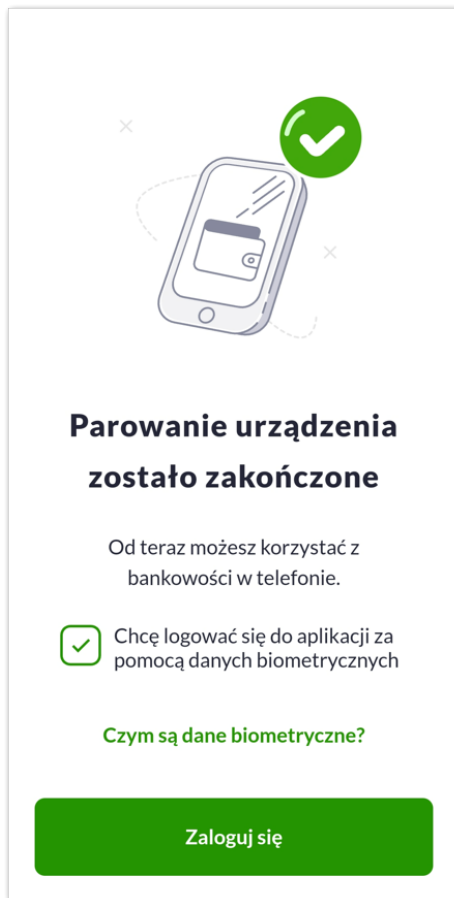 Parowanie urządzenia
zostało zakończone
Od teraz możesz korzystać z
bankowości w telefonie.
Chcę logować się do aplikacji za
pomocą danych biometrycznych
Czym są dane biometryczne?
Zaloguj się